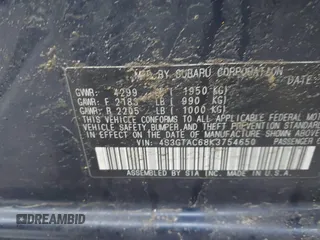 MFD. BY SUBARU CORPORATION DATE
GVWR: 4299 LB ( 1950 KG)
GAWR: F 2183 LB ( 990 KG)
GAWR: R 2205 LB ( 1000 KG)
THIS VEHICLE CONFORMS TO ALL APPLICABLE FEDERAL MOTOR
VEHICLE SAFETY, BUMPER, AND THEFT PREVENTION STANDARDS
IN EFFECT ON THE DATE OF MANUFACTURE SHOWN ABOVE.
VIN: 4S3GTAC68K3754650 PASSENGER C
MADE IN SIA INC., U.S.A.
DREAMBID